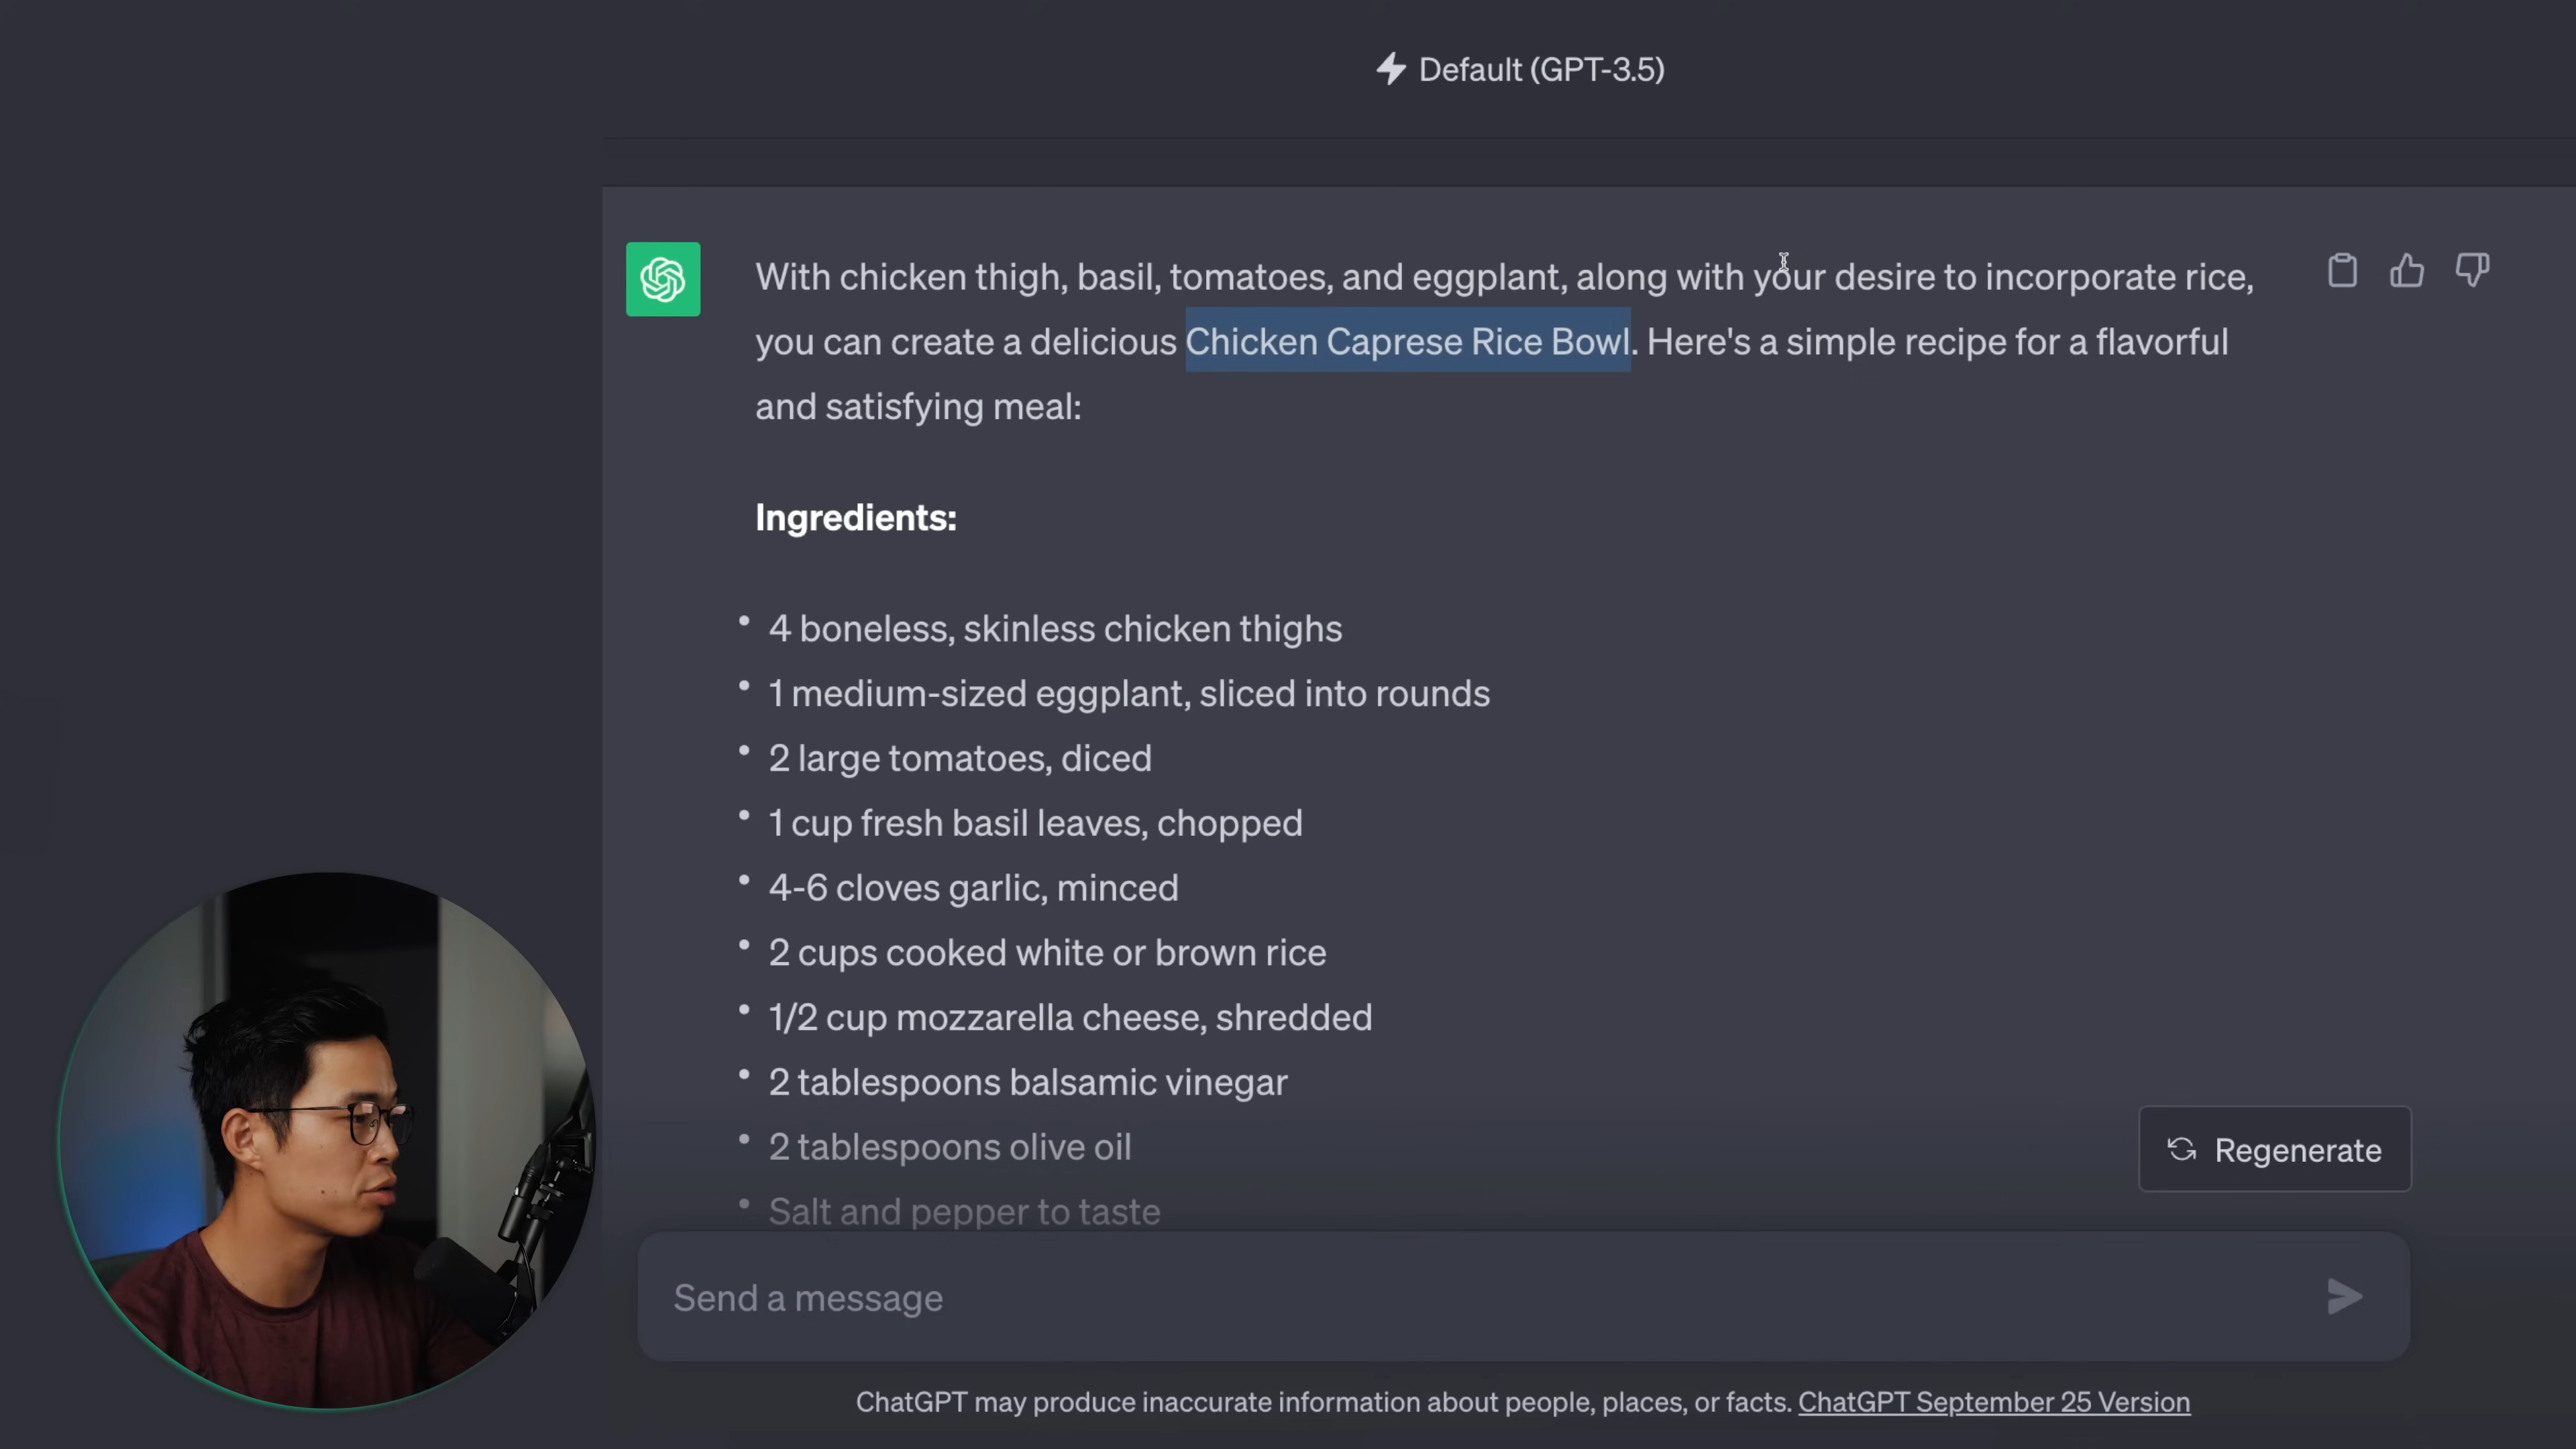 Default (GPT-3.5)
With chicken thigh, basil, tomatoes, and eggplant, along with your desire to incorporate rice,
you can create a delicious Chicken Caprese Rice Bowl. Here's a simple recipe for a flavorful
and satisfying meal:
Ingredients:
• 4 boneless, skinless chicken thighs
• 1 medium-sized eggplant, sliced into rounds
• 2 large tomatoes, diced
• 1 cup fresh basil leaves, chopped
• 4-6 cloves garlic, minced
• 2 cups cooked white or brown rice
• 1/2 cup mozzarella cheese, shredded
• 2 tablespoons balsamic vinegar
• 2 tablespoons olive oil
• Salt and pepper to taste
Regenerate
Send a message
ChatGPT may produce inaccurate information about people, places, or facts. ChatGPT September 25 Version